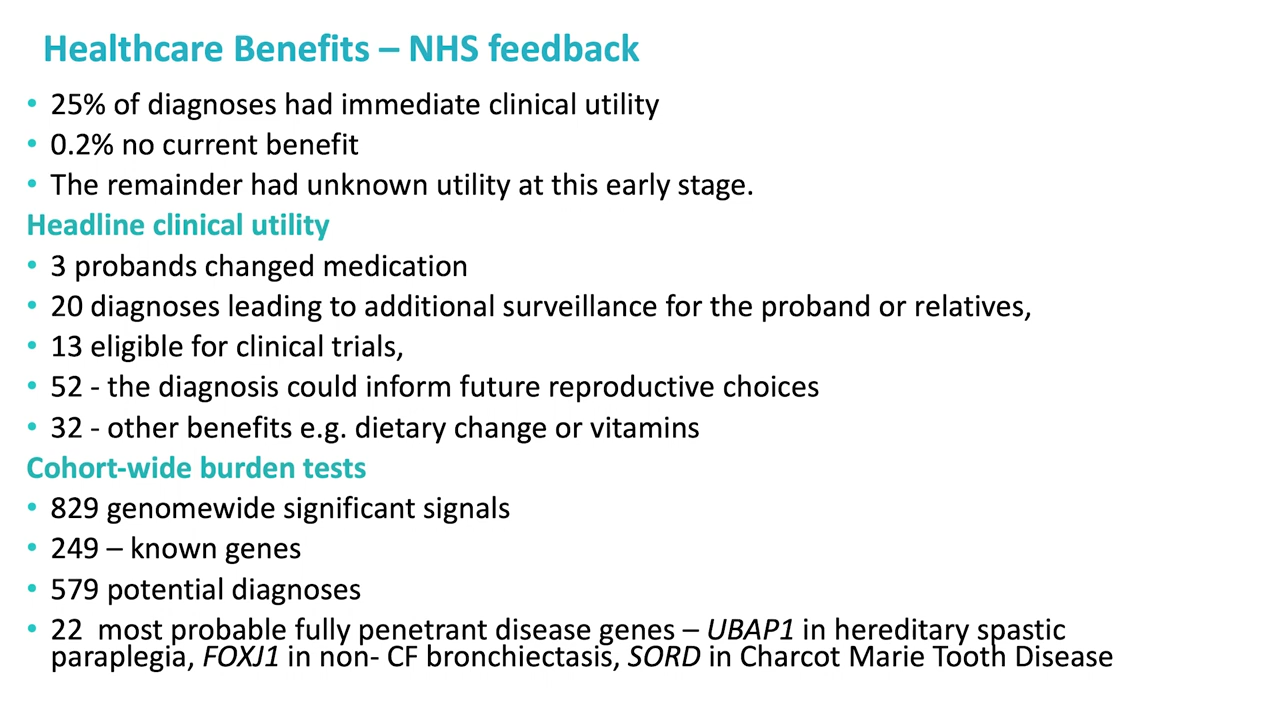 Healthcare Benefits – NHS feedback
• 25% of diagnoses had immediate clinical utility
• 0.2% no current benefit
• The remainder had unknown utility at this early stage.
Headline clinical utility
• 3 probands changed medication
• 20 diagnoses leading to additional surveillance for the proband or relatives,
• 13 eligible for clinical trials,
• 52 - the diagnosis could inform future reproductive choices
• 32 - other benefits e.g. dietary change or vitamins
Cohort-wide burden tests
• 829 genomewide significant signals
• 249 – known genes
• 579 potential diagnoses
• 22  most probable fully penetrant disease genes – UBAP1 in hereditary spastic
paraplegia, FOXJ1 in non- CF bronchiectasis, SORD in Charcot Marie Tooth Disease